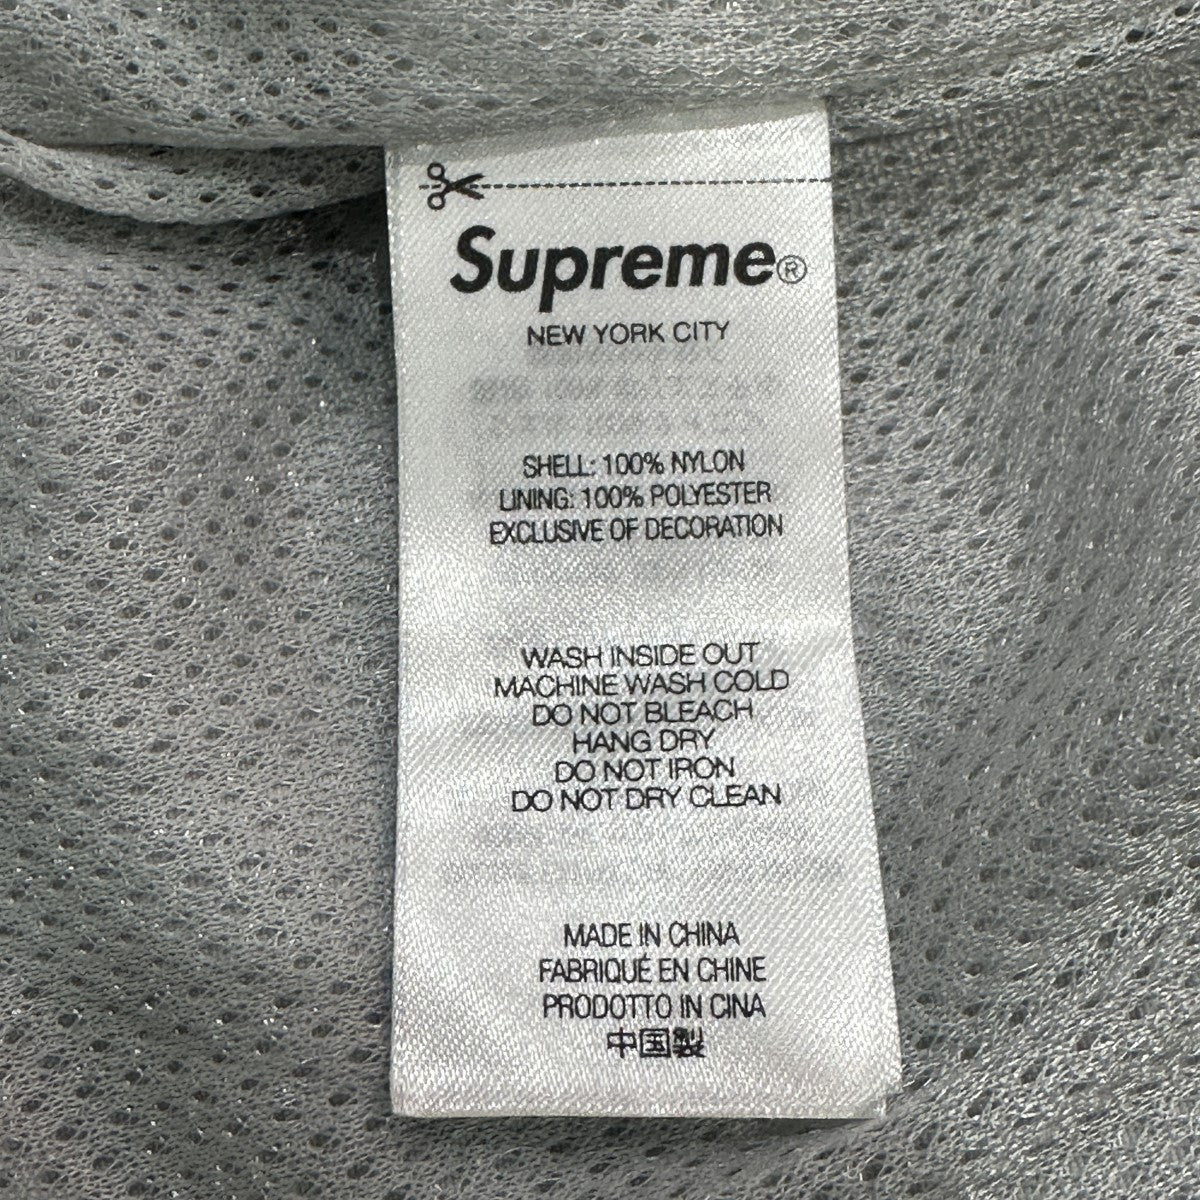 Supreme®
NEW YORK CITY
SHELL: 100% NYLON
LINING: 100% POLYESTER
EXCLUSIVE OF DECORATION
WASH INSIDE OUT
MACHINE WASH COLD
DO NOT BLEACH
HANG DRY
DO NOT IRON
DO NOT DRY CLEAN
MADE IN CHINA
FABRIQUÉ EN CHINE
PRODOTTO IN CINA
中国製